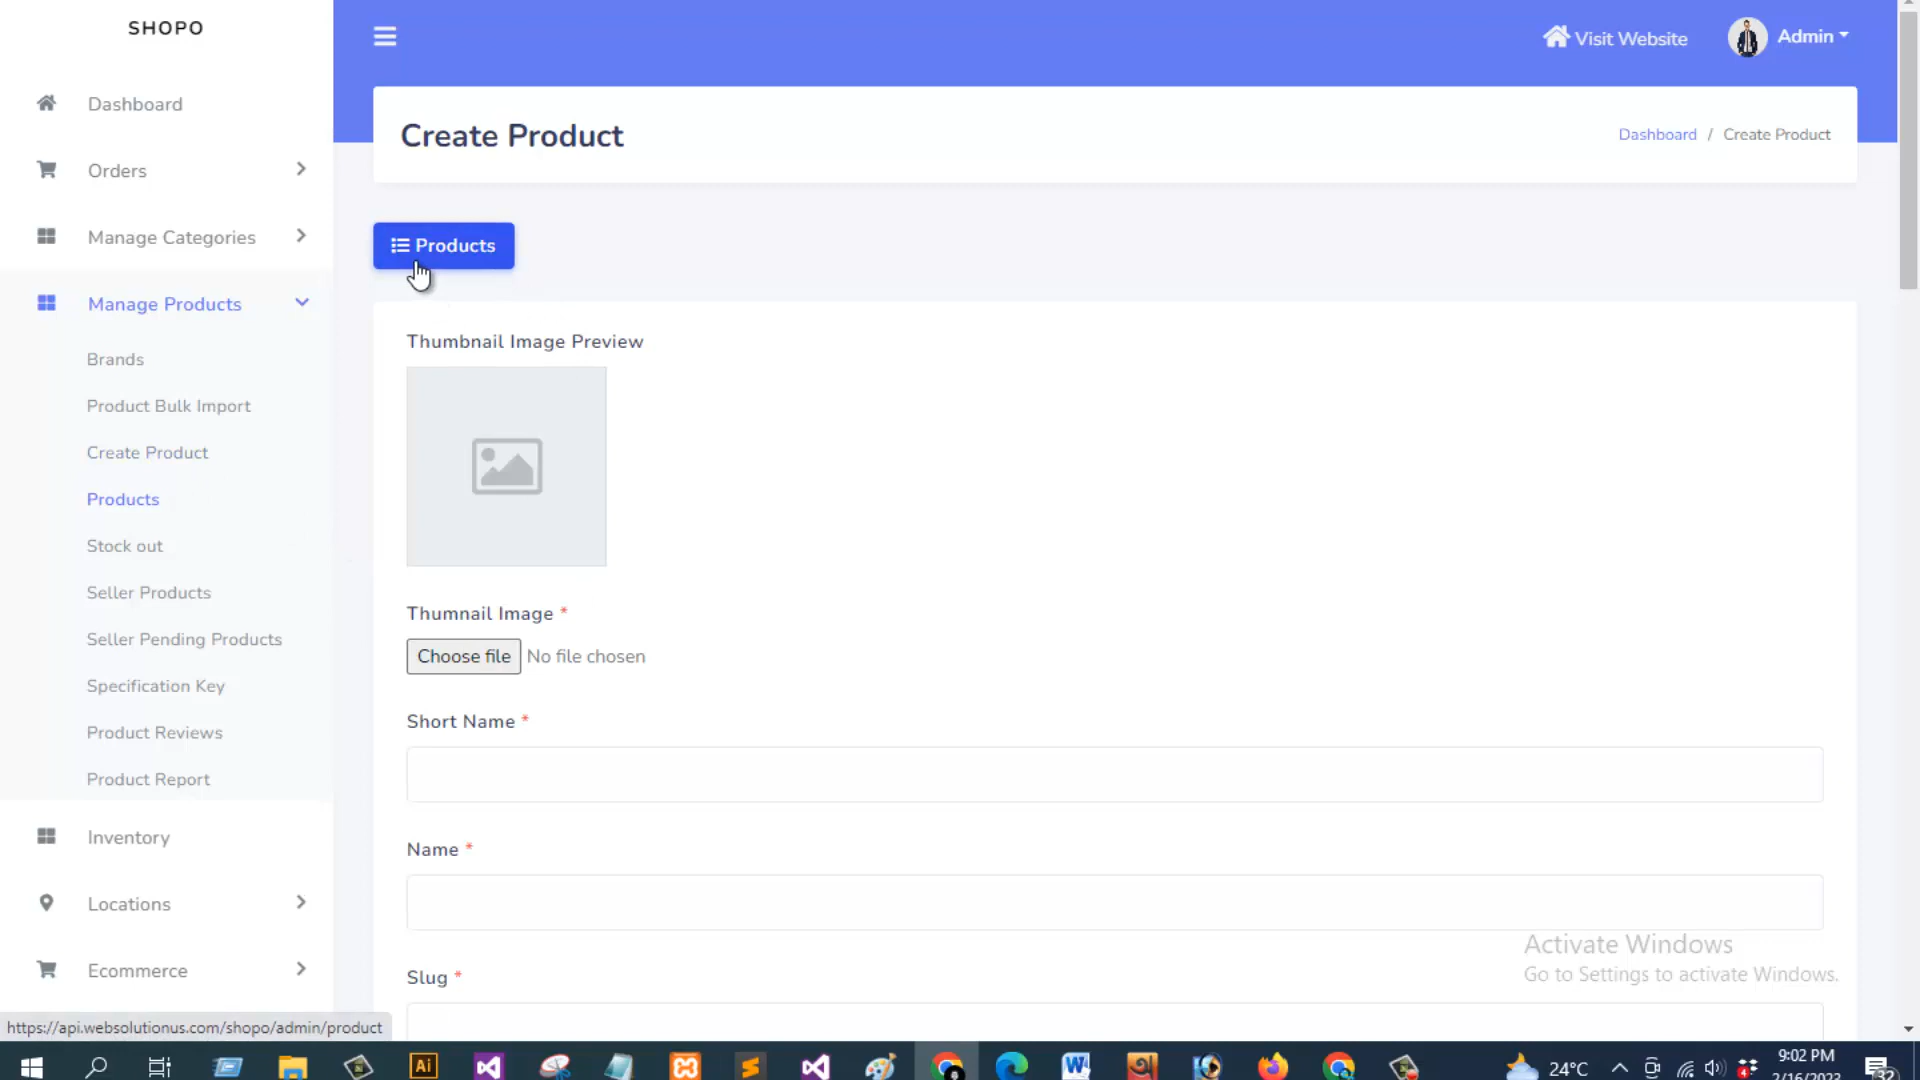 SHOPO
Visit Website
Admin
Dashboard
Orders
Manage Categories
Manage Products
Brands
Product Bulk Import
Create Product
Products
Stock out
Seller Products
Seller Pending Products
Specification Key
Product Reviews
Product Report
Inventory
Locations
Ecommerce
Create Product
Dashboard / Create Product
Products
Thumbnail Image Preview
Thumnail Image *
Choose file No file chosen
Short Name *
Name *
Slug *
Activate Windows
Go to Settings to activate Windows.
https://api.websolutionus.com/shopo/admin/product
Ai
24°C
4
9:02 PM
2/16/2023
32